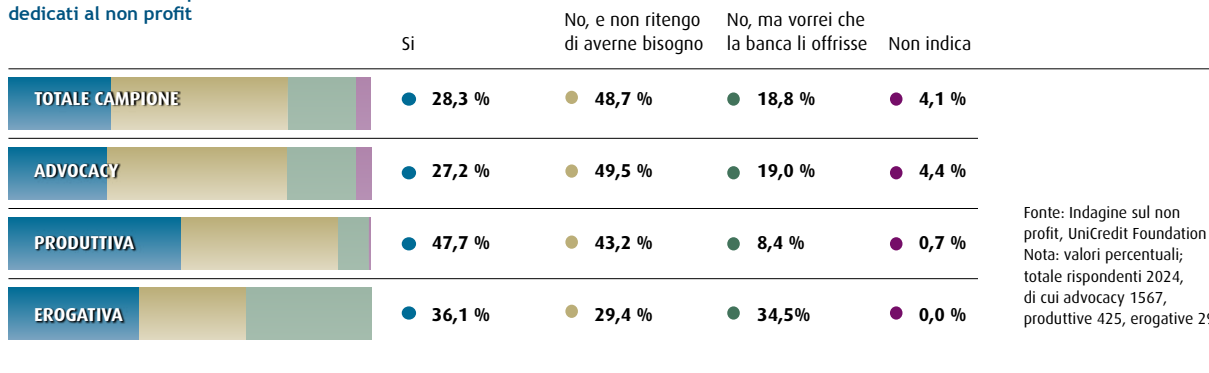 dedicati al non profit
Si
No, e non ritengo
di averne bisogno
No, ma vorrei che
la banca li offrisse
Non indica
TOTALE CAMPIONE 28,3 % 48,7 % 18,8 % 4,1 %
ADVOCACY 27,2 % 49,5 % 19,0 % 4,4 %
PRODUTTIVA 47,7 % 43,2 % 8,4 % 0,7 %
EROGATIVA 36,1 % 29,4 % 34,5% 0,0 %
Fonte: Indagine sul non
profit, UniCredit Foundation
Nota: valori percentuali;
totale rispondenti 2024,
di cui advocacy 1567,
produttive 425, erogative